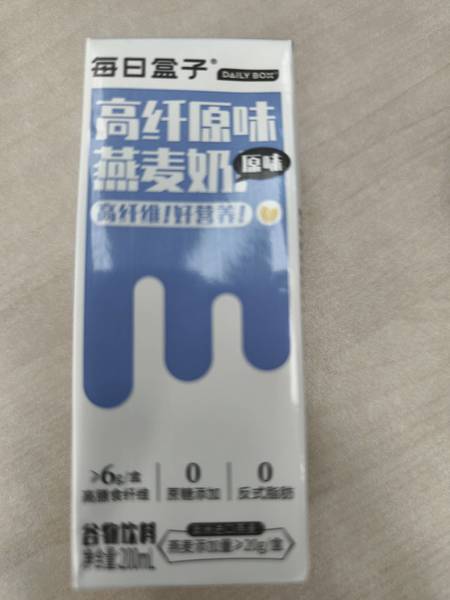 每日盒子®
DAILY BOX
高纤原味
燕麦奶
原味
高纤维!好营养!
≥6g/盒
高膳食纤维
0
蔗糖添加
0
反式脂肪
谷物饮料
净含量:200mL
燕麦添加量≥20g/盒